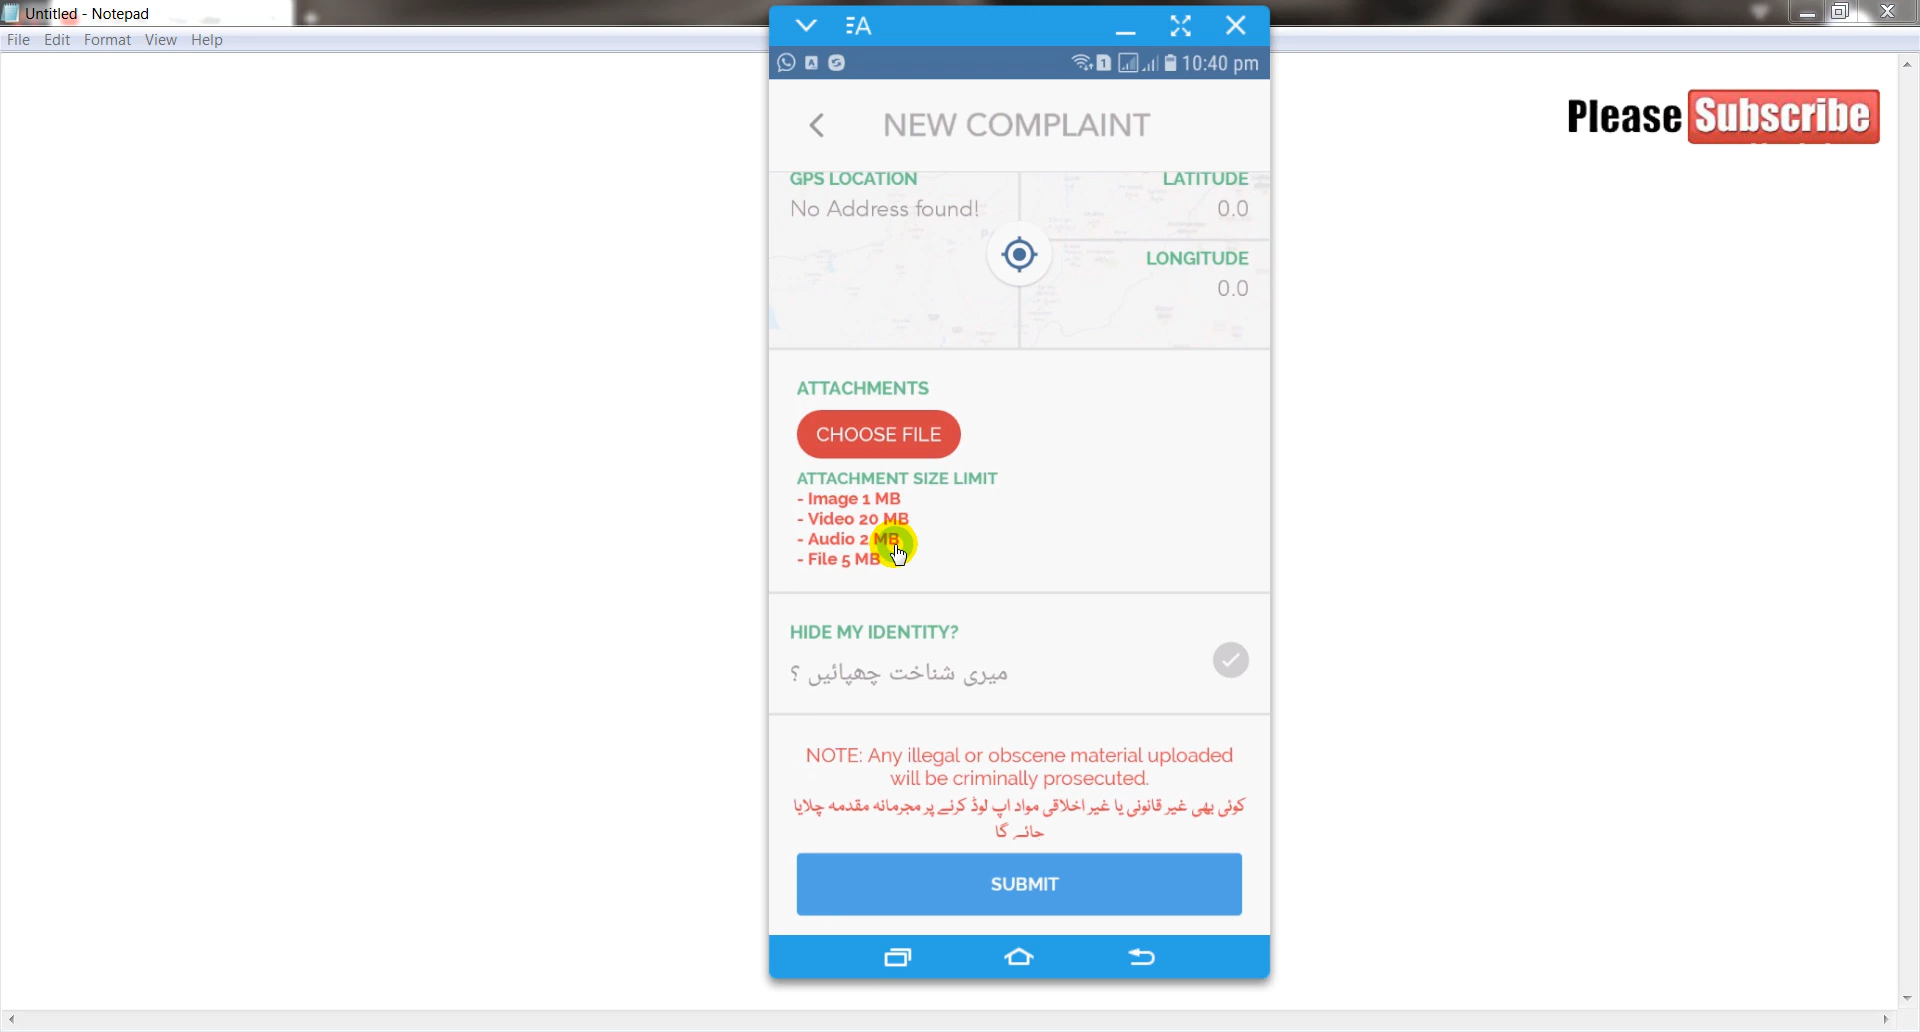 Untitled - Notepad
File Edit Format View Help
10:40 pm
Please Subscribe
NEW COMPLAINT
GPS LOCATION
LATITUDE
No Address found!
0.0
LONGITUDE
0.0
ATTACHMENTS
CHOOSE FILE
ATTACHMENT SIZE LIMIT
- Image 1 MB
- Video 20 MB
- Audio 2 MB
- File 5 MB
HIDE MY IDENTITY?
میری شناخت چھپائیں ؟
NOTE: Any illegal or obscene material uploaded
will be criminally prosecuted.
کوئی بھی غیر قانونی یا غیر اخلاقی مواد اپ لوڈ کرنے پر مجرمانہ مقدمہ چلایا
جائے گا
SUBMIT